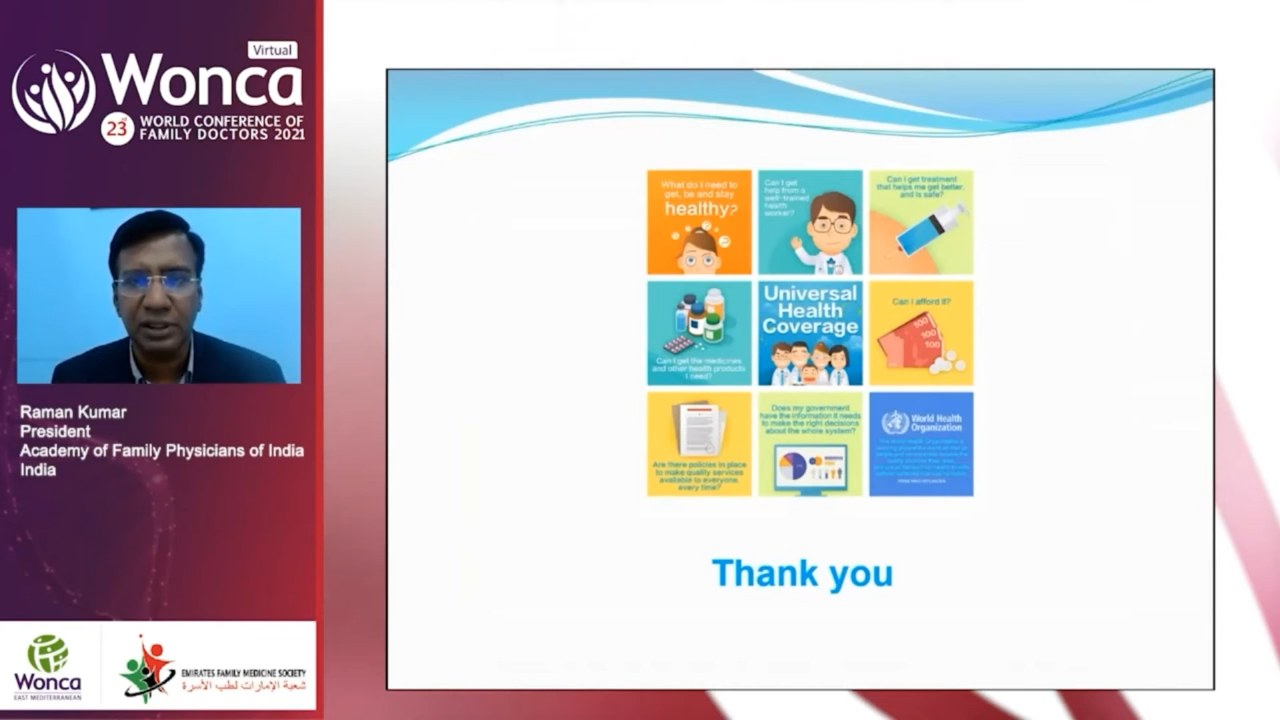 Virtual
Wonca
23rd WORLD CONFERENCE OF
FAMILY DOCTORS 2021
Raman Kumar
President
Academy of Family Physicians of India
India
Wonca
EAST MEDITERRANEAN
EMIRATES FAMILY MEDICINE SOCIETY
شعبة الإمارات لطب الأسرة
What do I need to
get, be and stay
healthy?
Can I get
help from a
well-trained
health
worker?
Can I get treatment
that helps me get better,
and is safe?
Can I get the medicines
and other health products
I need?
Universal
Health
Coverage
Can I afford it?
100
100
100
Are there policies in place
to make quality services
available to everyone,
every time?
Does my government
have the information it needs
to make the right decisions
about the whole system?
World Health
Organization
Thank you